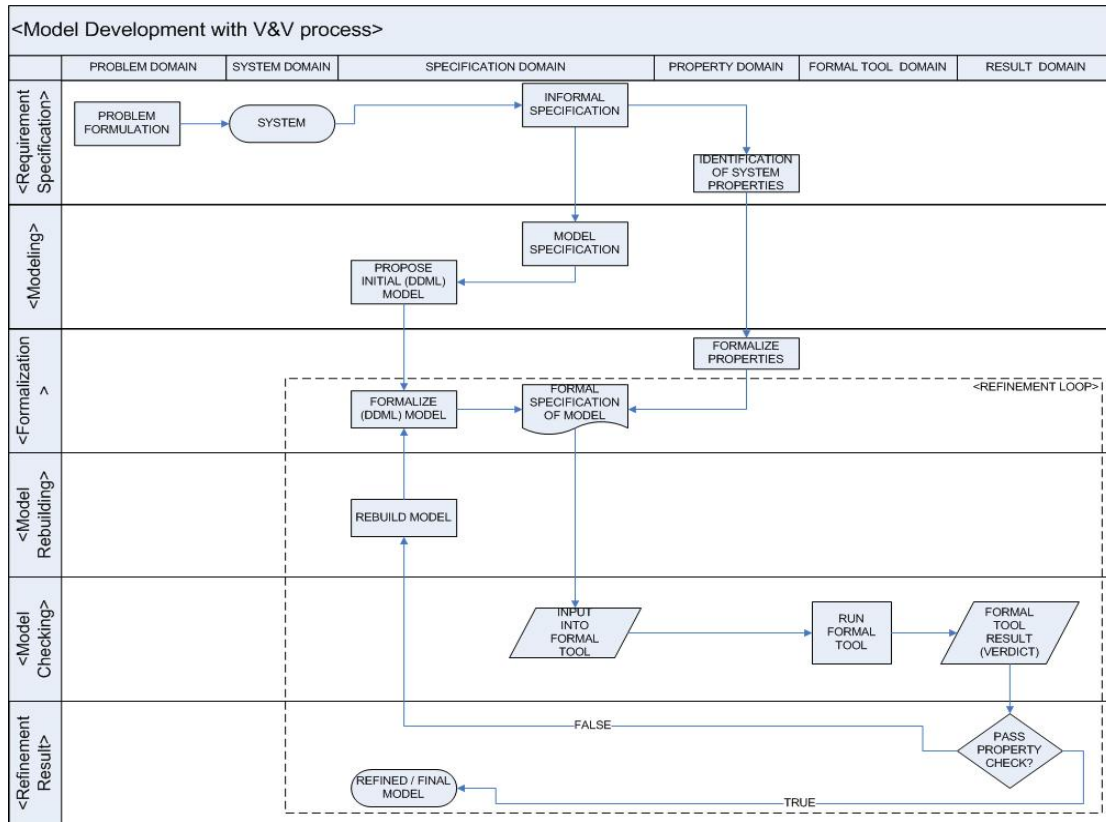 <Model Development with V&V process>
PROBLEM DOMAIN
SYSTEM DOMAIN
SPECIFICATION DOMAIN
PROPERTY DOMAIN
FORMAL TOOL DOMAIN
RESULT DOMAIN
<Requirement
Specification>
PROBLEM
FORMULATION
SYSTEM
INFORMAL
SPECIFICATION
IDENTIFICATION
OF SYSTEM
PROPERTIES
<Modeling>
MODEL
SPECIFICATION
PROPOSE
INITIAL (DDML)
MODEL
<Formalization
>
FORMALIZE
PROPERTIES
<REFINEMENT LOOP>
FORMALIZE
(DDML) MODEL
FORMAL
SPECIFICATION
OF MODEL
<Model
Rebuilding>
REBUILD MODEL
<Model
Checking>
INPUT
INTO
FORMAL
TOOL
RUN
FORMAL
TOOL
FORMAL
TOOL
RESULT
(VERDICT)
<Refinement
Result>
FALSE
PASS
PROPERTY
CHECK?
REFINED / FINAL
MODEL
TRUE